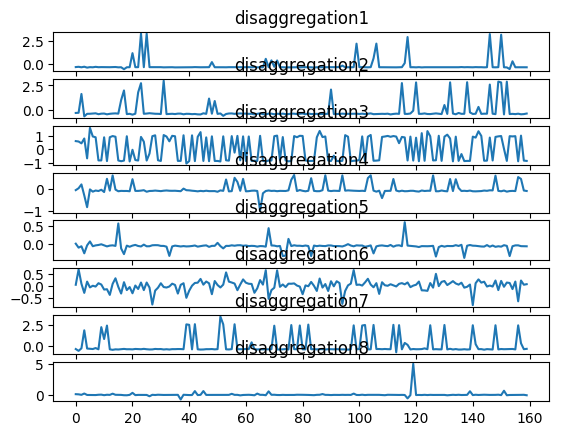 disaggregation1
2.5
0.0
disaggregation2
2.5
0.0
disaggregation3
1
0
−1
disaggregation4
0
−1
disaggregation5
0.5
0.0
disaggregation6
0.5
0.0
−0.5
disaggregation7
2.5
0.0
disaggregation8
5
0
0 20 40 60 80 100 120 140 160